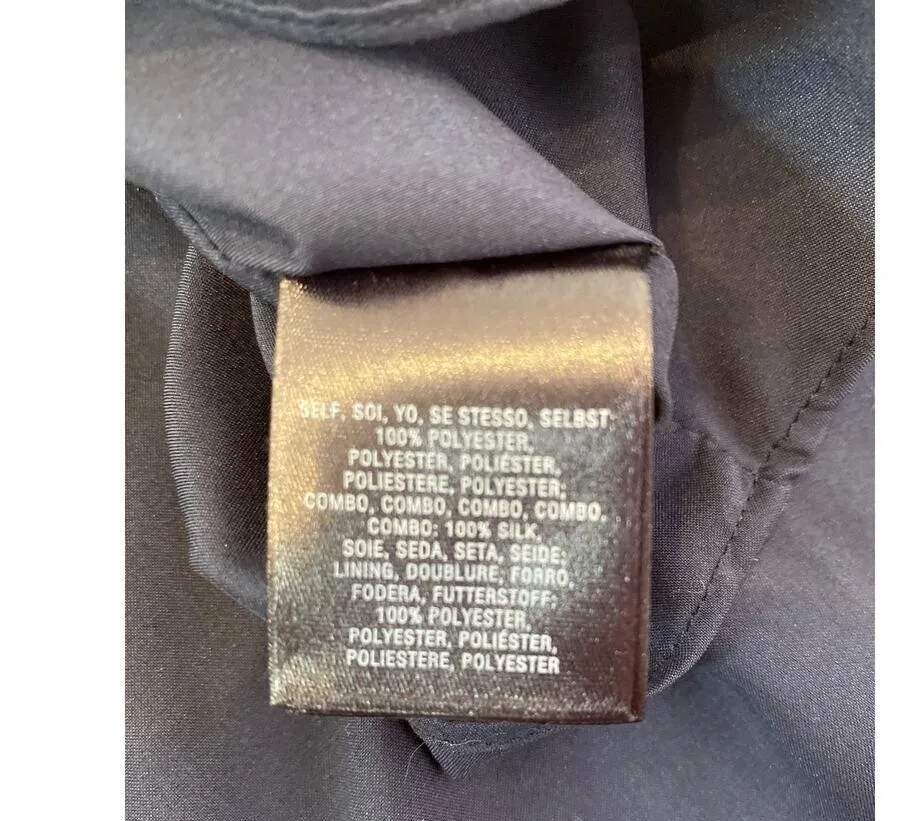 SELF, SOI, YO, SE STESSO, SELBST:
100% POLYESTER,
POLYESTER, POLIÉSTER,
POLIESTERE, POLYESTER;
COMBO, COMBO, COMBO, COMBO,
COMBO: 100% SILK,
SOIE, SEDA, SETA, SEIDE;
LINING, DOUBLURE, FORRO,
FODERA, FUTTERSTOFF:
100% POLYESTER,
POLYESTER, POLIÉSTER,
POLIESTERE, POLYESTER